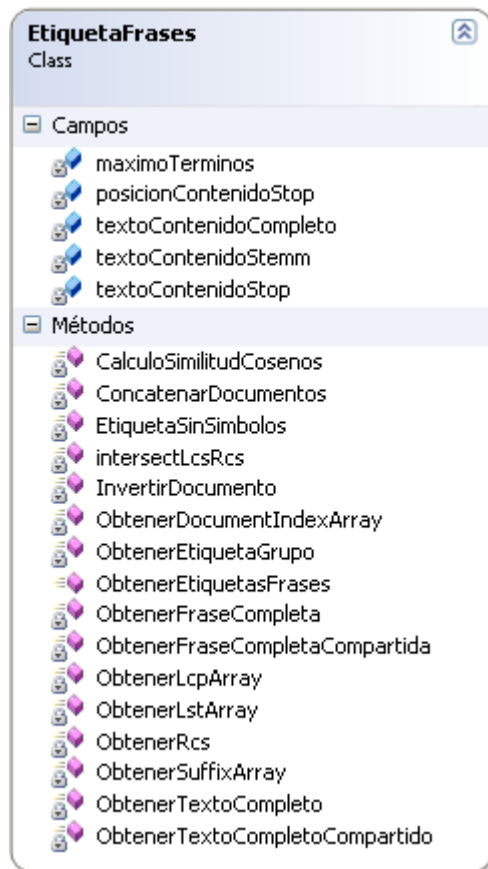 EtiquetaFrases
Class
Campos
maximoTerminos
posicionContenidoStop
textoContenidoCompleto
textoContenidoStemm
textoContenidoStop
Métodos
CalculoSimilitudCosenos
ConcatenarDocumentos
EtiquetaSinSimbolos
intersectLcsRcs
InvertirDocumento
ObtenerDocumentIndexArray
ObtenerEtiquetaGrupo
ObtenerEtiquetasFrases
ObtenerFraseCompleta
ObtenerFraseCompletaCompartida
ObtenerLcpArray
ObtenerLstArray
ObtenerRcs
ObtenerSuffixArray
ObtenerTextoCompleto
ObtenerTextoCompletoCompartido